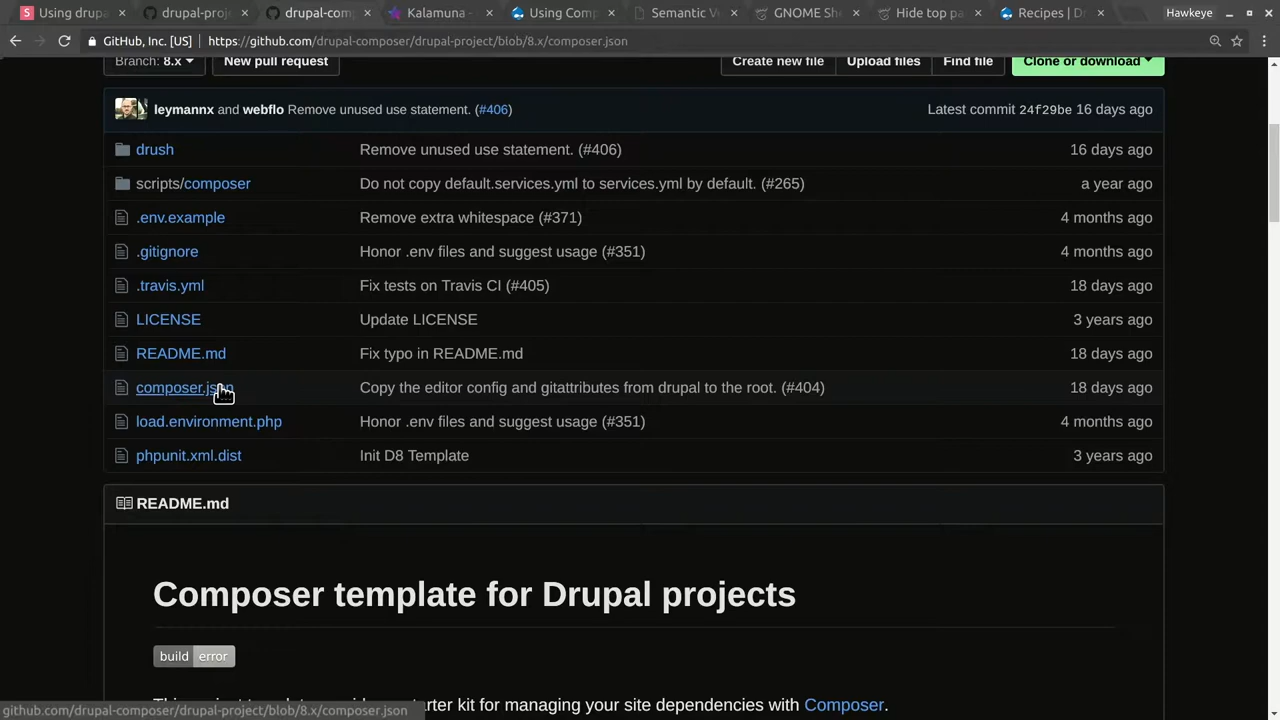 Using drupa
drupal-proj
drupal-com
Kalamuna -
Using Comp
Semantic Ve
GNOME She
Hide top pa
Recipes | D
Hawkeye
GitHub, Inc. [US]
https://github.com/drupal-composer/drupal-project/blob/8.x/composer.json
Branch: 8.x
New pull request
Create new file
Upload files
Find file
Clone or download
leymannx and webflo Remove unused use statement. (#406)
Latest commit 24f29be 16 days ago
drush
Remove unused use statement. (#406)
16 days ago
scripts/composer
Do not copy default.services.yml to services.yml by default. (#265)
a year ago
.env.example
Remove extra whitespace (#371)
4 months ago
.gitignore
Honor .env files and suggest usage (#351)
4 months ago
.travis.yml
Fix tests on Travis CI (#405)
18 days ago
LICENSE
Update LICENSE
3 years ago
README.md
Fix typo in README.md
18 days ago
composer.json
Copy the editor config and gitattributes from drupal to the root. (#404)
18 days ago
load.environment.php
Honor .env files and suggest usage (#351)
4 months ago
phpunit.xml.dist
Init D8 Template
3 years ago
README.md
Composer template for Drupal projects
build error
starter kit for managing your site dependencies with Composer.
github.com/drupal-composer/drupal-project/blob/8.x/composer.json